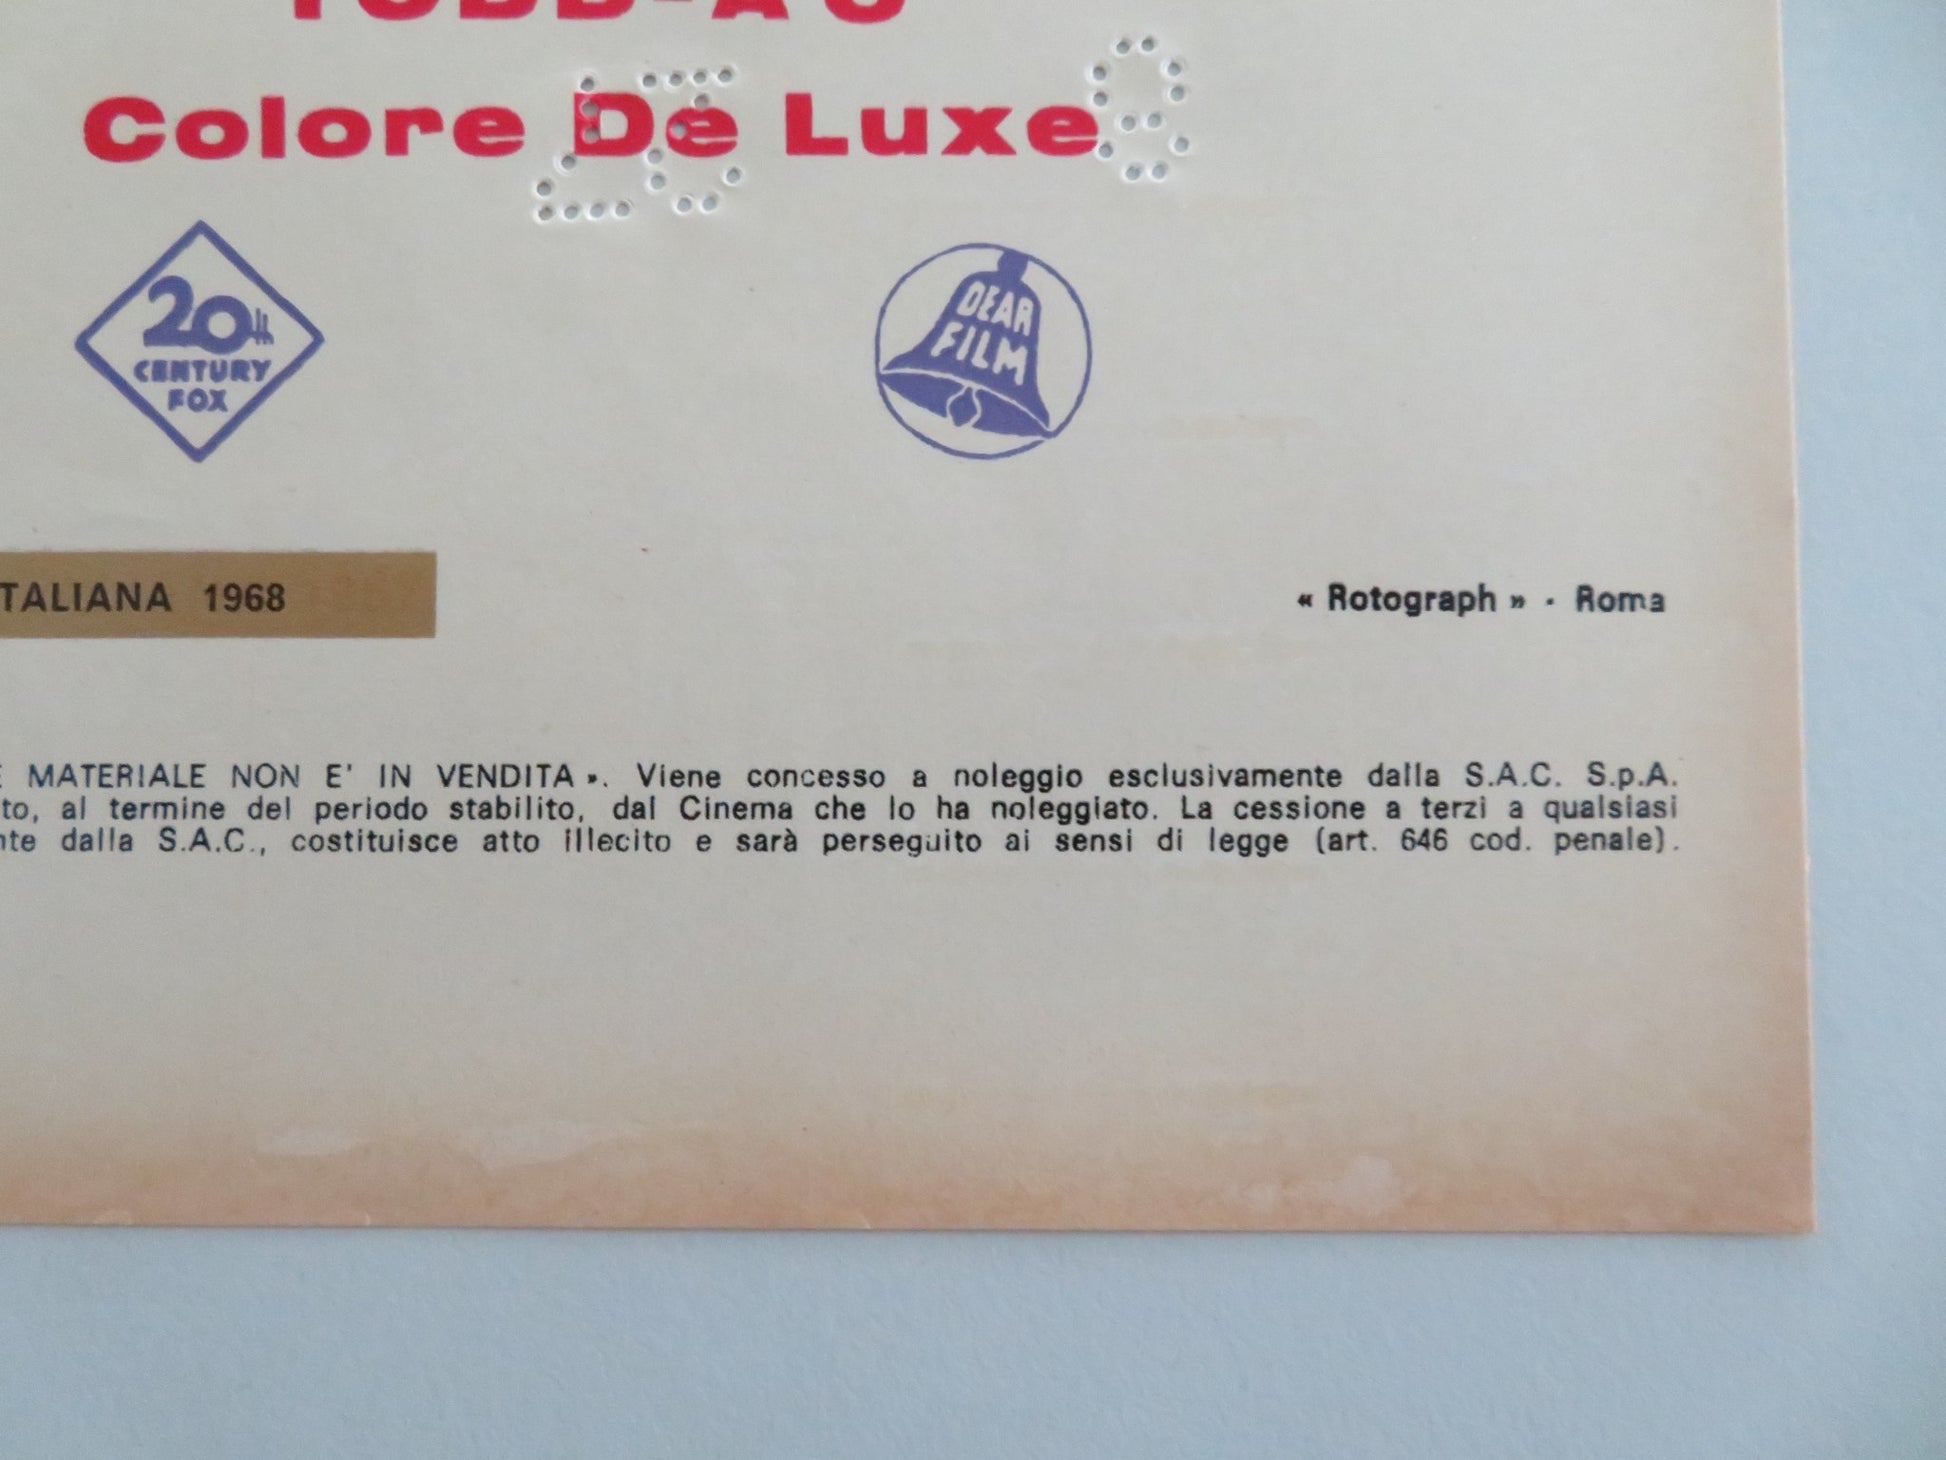 TODD-AO
Colore De Luxe
20th
CENTURY
FOX
DEAR
FILM
TALIANA 1968
« Rotograph » - Roma
MATERIALE NON E' IN VENDITA ». Viene concesso a noleggio esclusivamente dalla S.A.C. S.p.A.
to, al termine del periodo stabilito, dal Cinema che lo ha noleggiato. La cessione a terzi a qualsiasi
nte dalla S.A.C., costituisce atto illecito e sarà perseguito ai sensi di legge (art. 646 cod. penale).